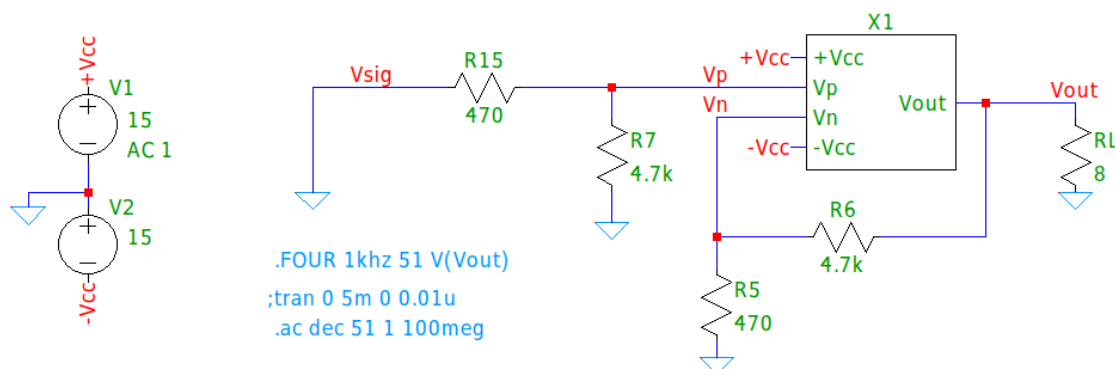 +Vcc
V1
15
AC 1
V2
15
-Vcc
Vsig
R15
470
Vp
Vn
R7
4.7k
X1
+Vcc
+Vcc
Vp
Vn
-Vcc
-Vcc
Vout
Vout
RL
8
R6
4.7k
R5
470
.FOUR 1khz 51 V(Vout)
;tran 0 5m 0 0.01u
.ac dec 51 1 100meg